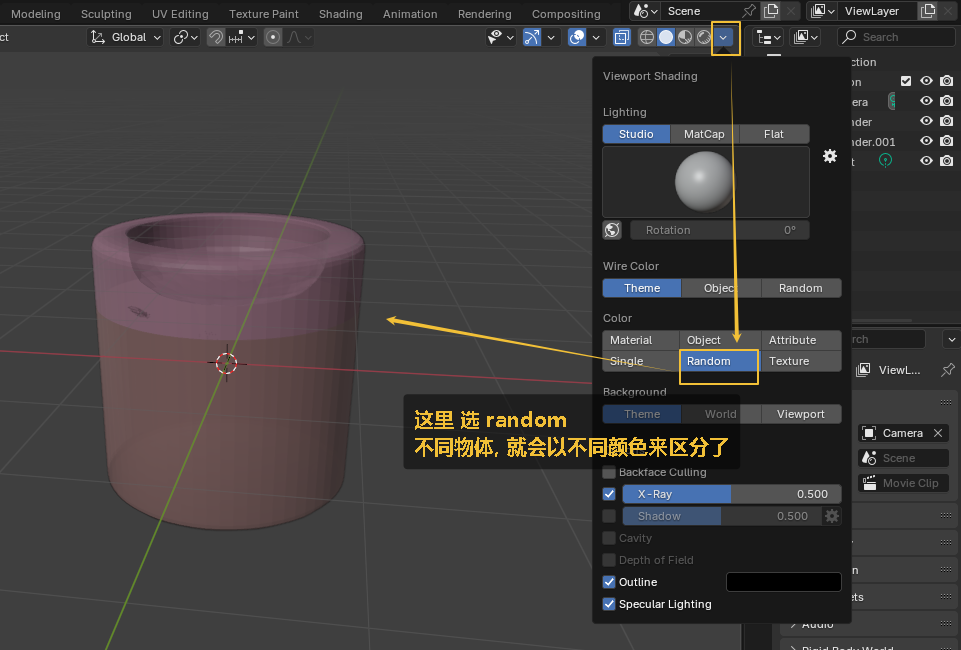 Modeling Sculpting UV Editing Texture Paint Shading Animation Rendering Compositing Scene ViewLayer
ct Global Search
Viewport Shading
ction
Lighting
on
Studio MatCap Flat
era
nder
nder.001
t
Rotation 0°
Wire Color
Theme Objec Random
Color
Material Object Attribute
rch
Single Random Texture
ViewL...
Background
Theme World Viewport
这里 选 random
不同物体, 就会以不同颜色来区分了
Camera
Scene
Movie Clip
Backface Culling
X-Ray 0.500
Shadow 0.500
Cavity
Depth of Field
n
Outline
ets
Specular Lighting
Audio
Rigid Body World